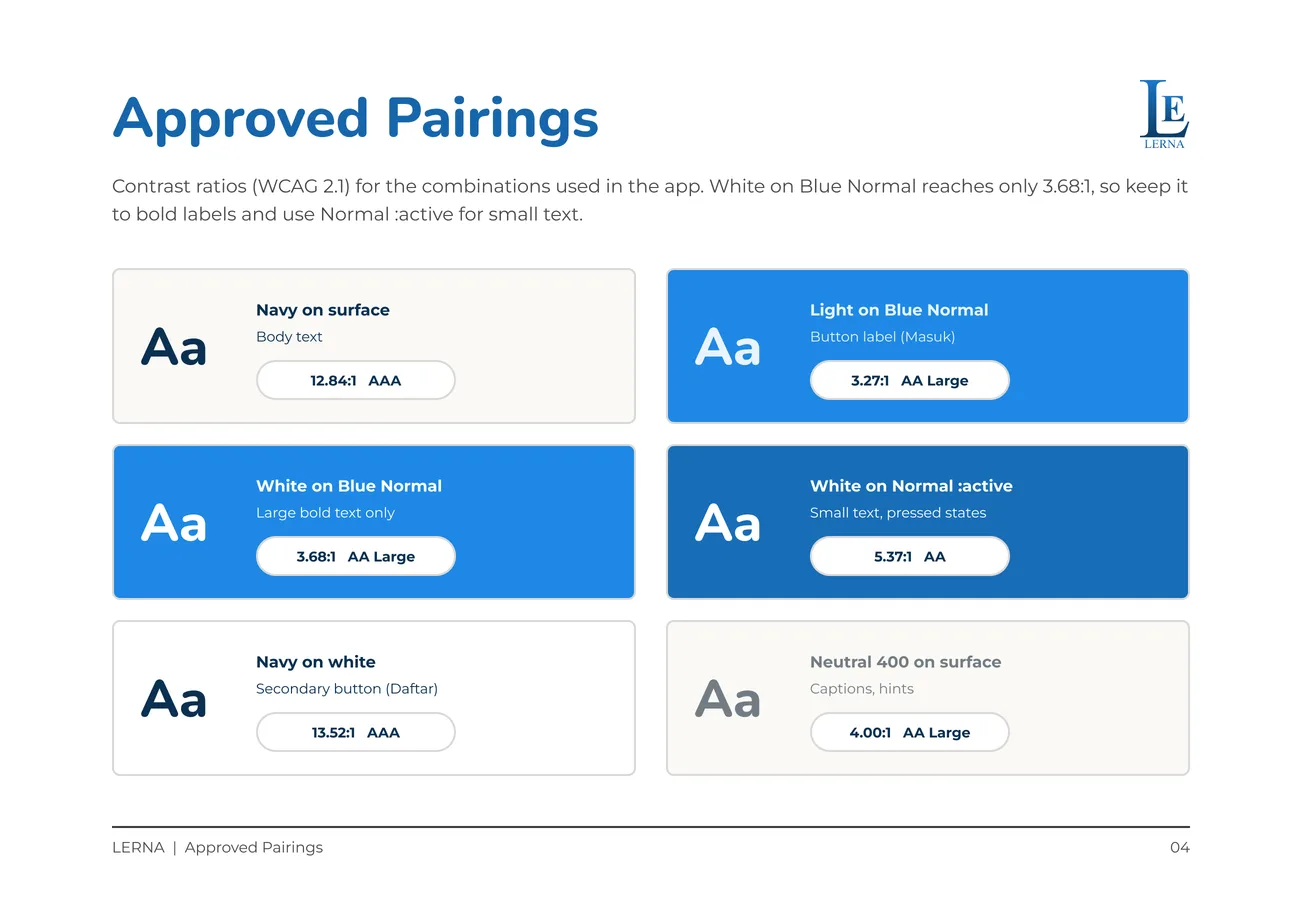 Approved Pairings
LE
LERNA
Contrast ratios (WCAG 2.1) for the combinations used in the app. White on Blue Normal reaches only 3.68:1, so keep it
to bold labels and use Normal :active for small text.
Aa
Navy on surface
Body text
12.84:1 AAA
Aa
Light on Blue Normal
Button label (Masuk)
3.27:1 AA Large
Aa
White on Blue Normal
Large bold text only
3.68:1 AA Large
Aa
White on Normal :active
Small text, pressed states
5.37:1 AA
Aa
Navy on white
Secondary button (Daftar)
13.52:1 AAA
Aa
Neutral 400 on surface
Captions, hints
4.00:1 AA Large
LERNA | Approved Pairings
04